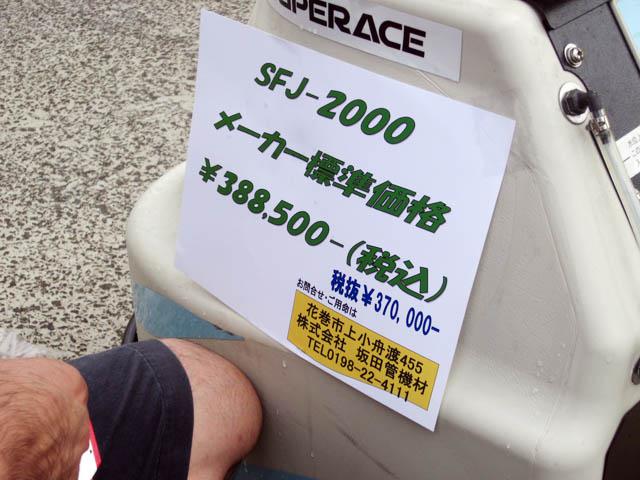 SPERACE
SFJ-2000
メーカー標準価格
¥388,500-(税込)
税抜¥370,000-
お問合せ・ご用命は
花巻市上小舟渡455
株式会社 坂田管機材
TEL0198-22-4111